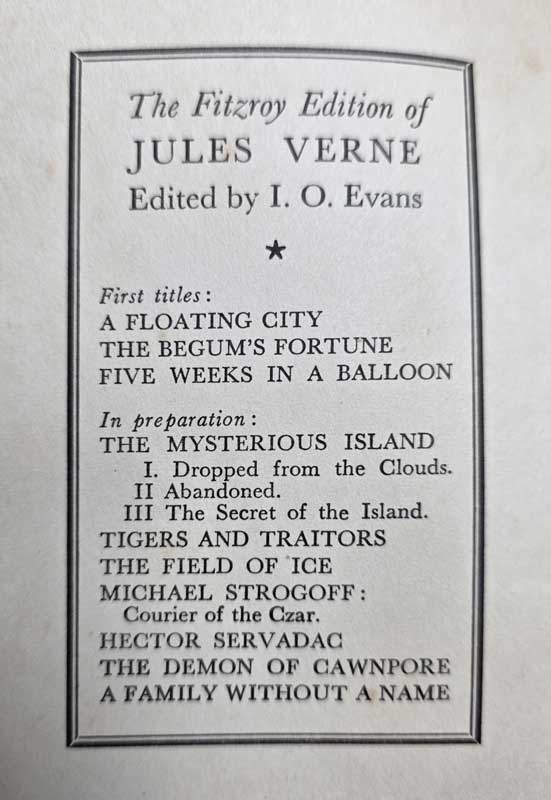 The Fitzroy Edition of
JULES VERNE
Edited by I. O. Evans
★
First titles:
A FLOATING CITY
THE BEGUM'S FORTUNE
FIVE WEEKS IN A BALLOON
In preparation:
THE MYSTERIOUS ISLAND
I. Dropped from the Clouds.
II Abandoned.
III The Secret of the Island.
TIGERS AND TRAITORS
THE FIELD OF ICE
MICHAEL STROGOFF:
Courier of the Czar.
HECTOR SERVADAC
THE DEMON OF CAWNPORE
A FAMILY WITHOUT A NAME